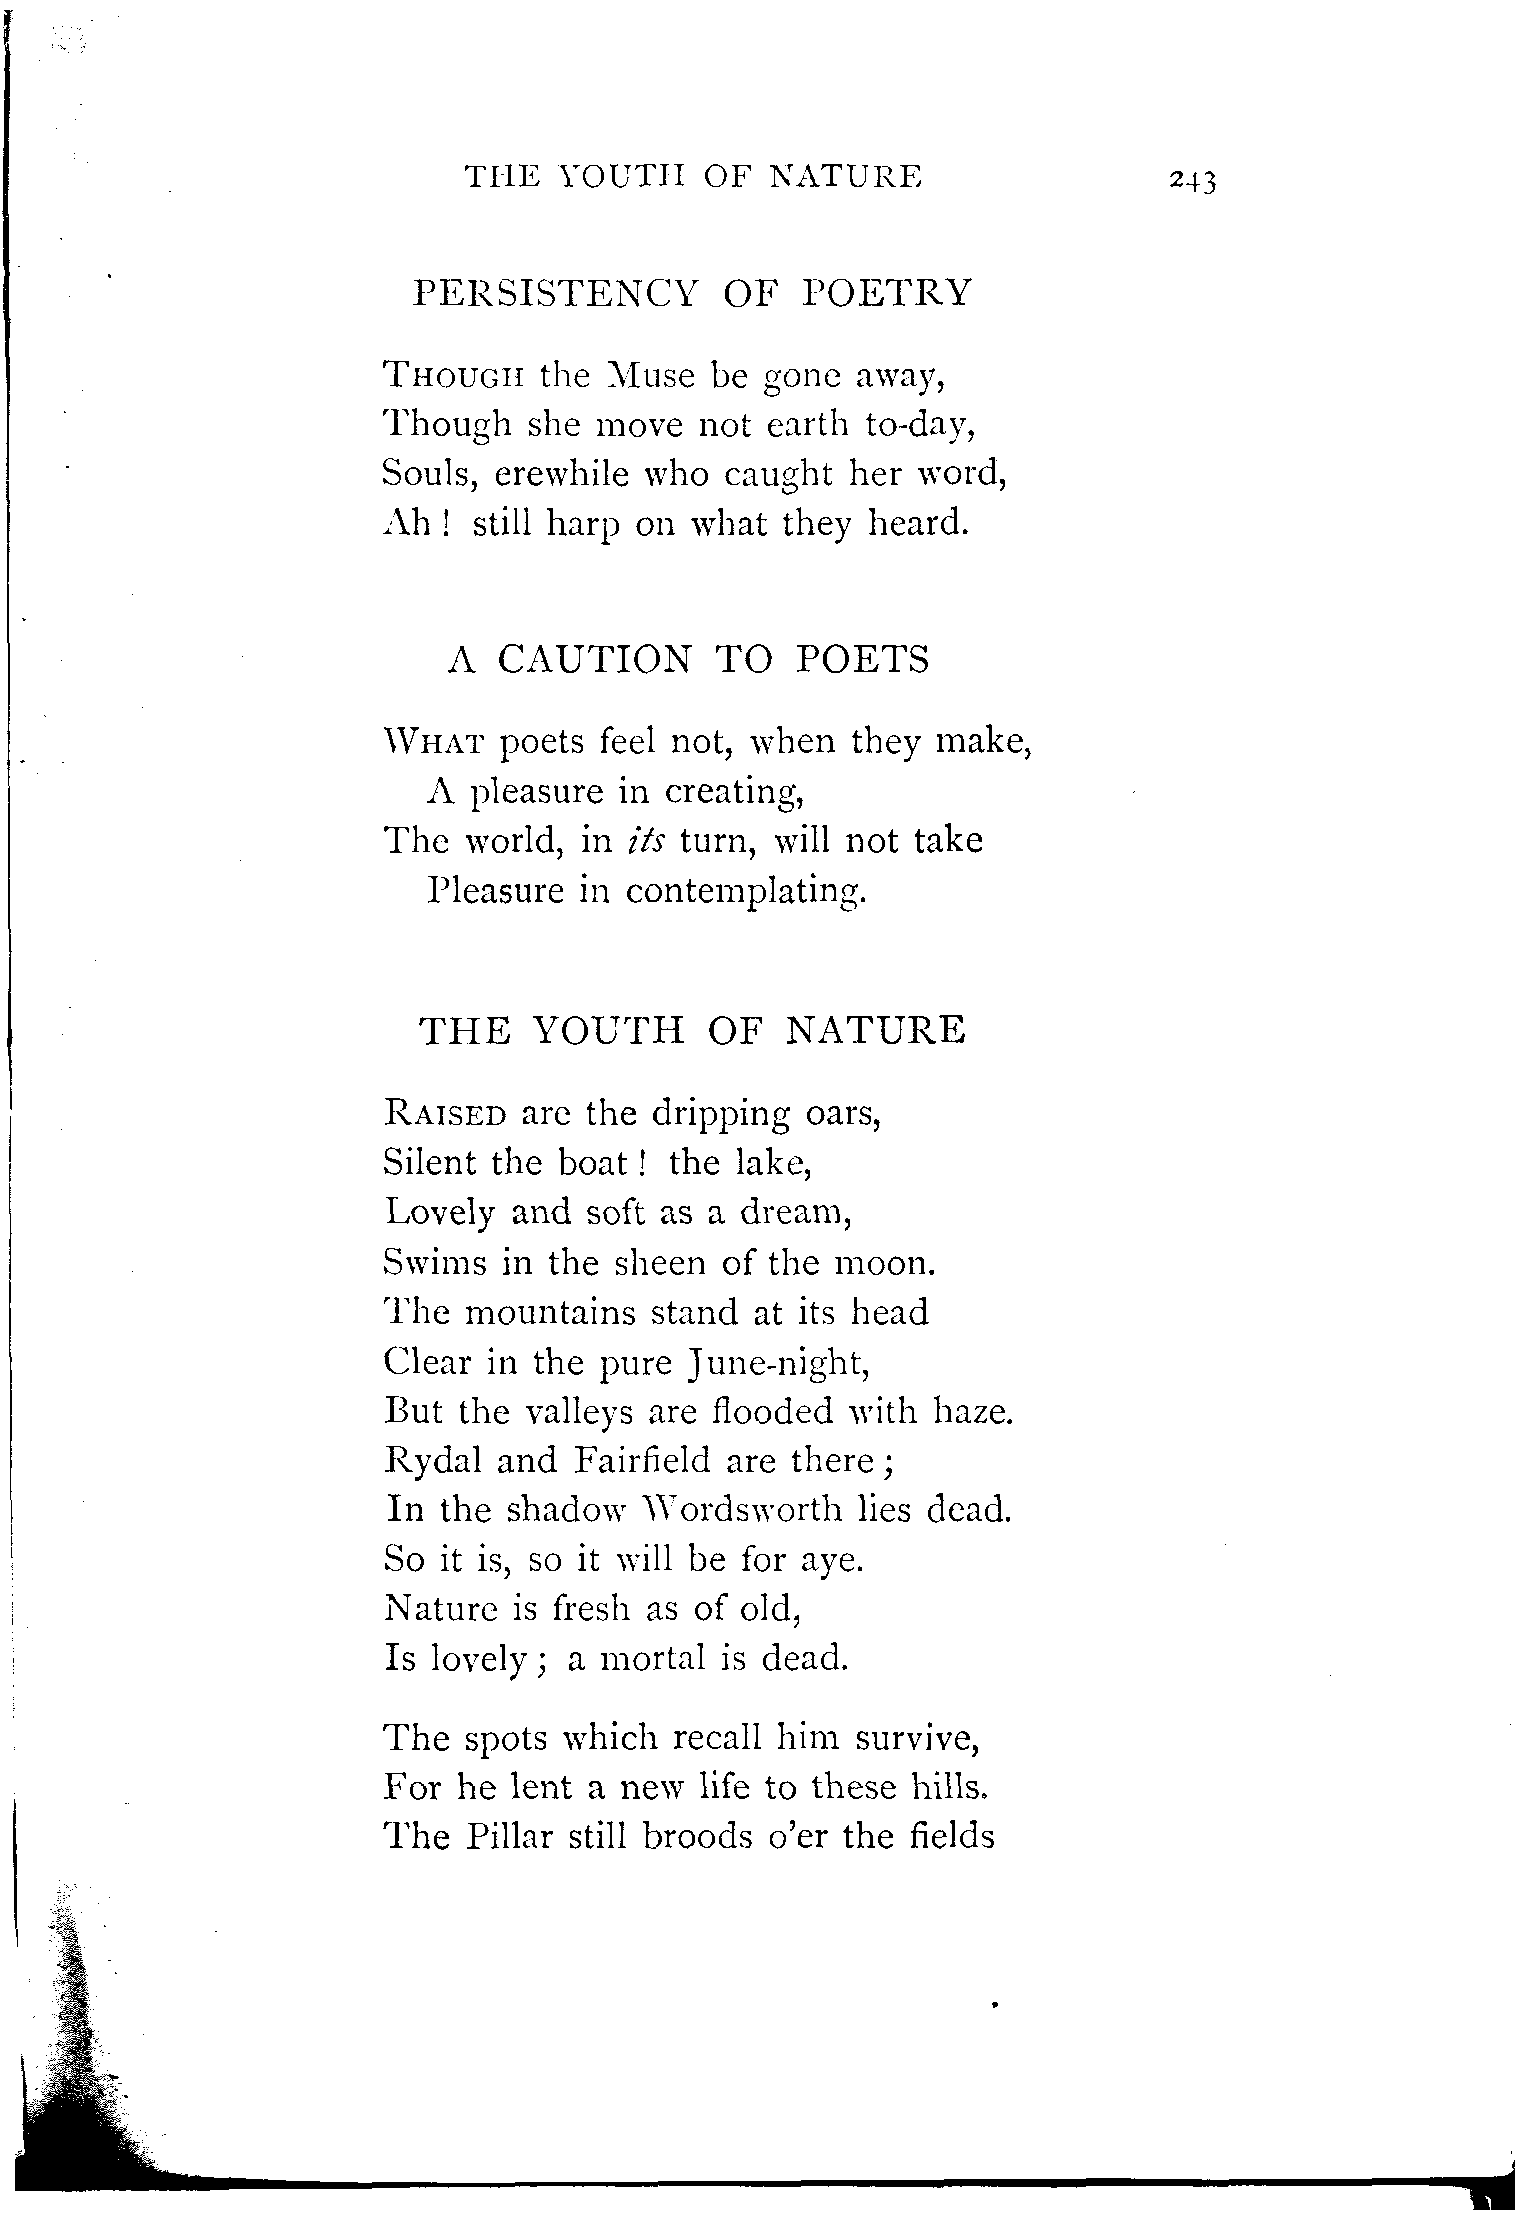 THE YOUTH OF NATURE 243
PERSISTENCY OF POETRY
THOUGH the Muse be gone away,
Though she move not earth to-day,
Souls, erewhile who caught her word,
Ah ! still harp on what they heard.
A CAUTION TO POETS
WHAT poets feel not, when they make,
A pleasure in creating,
The world, in its turn, will not take
Pleasure in contemplating.
THE YOUTH OF NATURE
RAISED are the dripping oars,
Silent the boat ! the lake,
Lovely and soft as a dream,
Swims in the sheen of the moon.
The mountains stand at its head
Clear in the pure June-night,
But the valleys are flooded with haze.
Rydal and Fairfield are there ;
In the shadow Wordsworth lies dead.
So it is, so it will be for aye.
Nature is fresh as of old,
Is lovely ; a mortal is dead.
The spots which recall him survive,
For he lent a new life to these hills.
The Pillar still broods o'er the fields